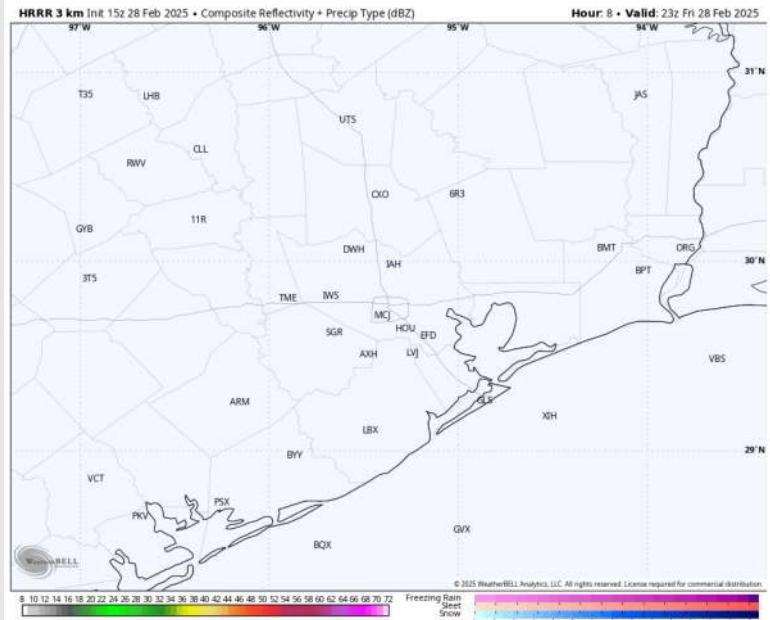 HRRR 3 km Init 15z 28 Feb 2025 • Composite Reflectivity + Precip Type (dBZ) Hour: 8 • Valid: 23z Fri 28 Feb 2025
97°W 96°W 95°W 94°W
31°N
T35 LHB JAS
UTS
CLL
RWV
CXO 6R3
11R
GYB
DWH BMT ORG
IAH 30°N
BPT
3T5
TME IWS
MCJ
SGR HOU EFD
AXH LVJ
VBS
ARM GLS
XIH
LBX
BYY 29°N
VCT
PSX
PKV
GVX
BQX
WeatherBELL
© 2025 WeatherBELL Analytics, LLC. All rights reserved. License required for commercial distribution.
8 10 12 14 16 18 20 22 24 26 28 30 32 34 36 38 40 42 44 46 48 50 52 54 56 58 60 62 64 66 68 70 72
Freezing Rain
Sleet
Snow